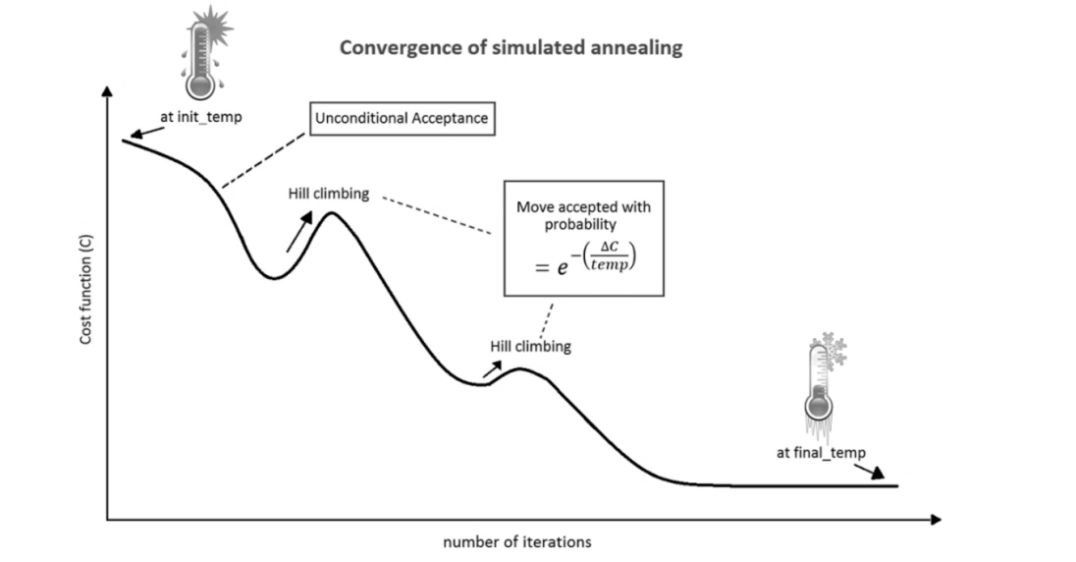 Convergence of simulated annealing
at init_temp
Unconditional Acceptance
Hill climbing
Move accepted with
probability
= e^{-(\frac{ΔC}{temp})}
Hill climbing
at final_temp
Cost function (C)
number of iterations